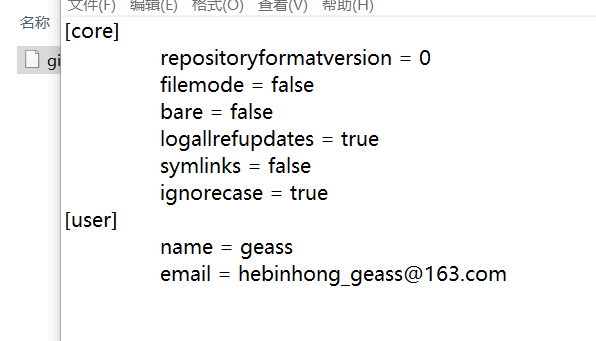 文件(F) 编辑(E) 格式(O) 查看(V) 帮助(H)
名称
gi
[core]
repositoryformatversion = 0
filemode = false
bare = false
logallrefupdates = true
symlinks = false
ignorecase = true
[user]
name = geass
email = hebinhong_geass@163.com